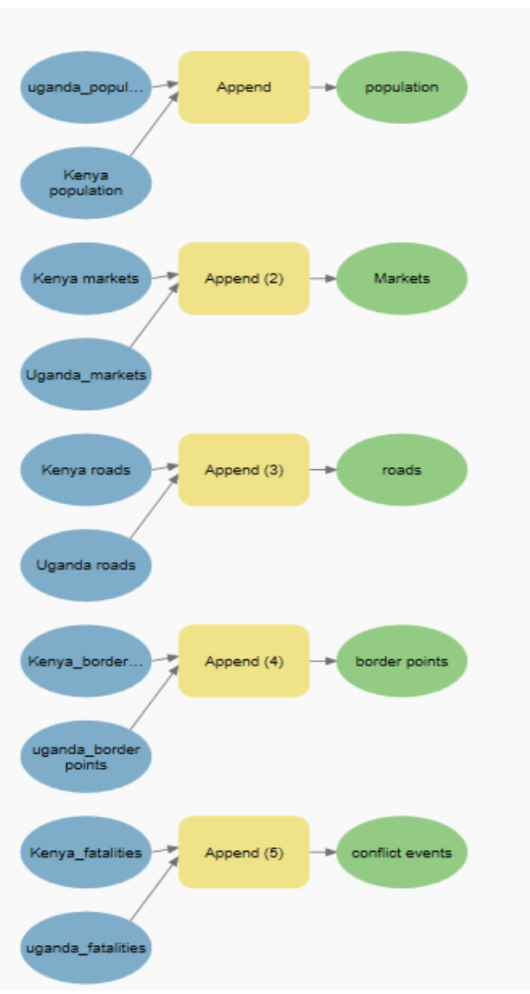 uganda_popul...
Append
population
Kenya
population
Kenya markets
Append (2)
Markets
Uganda_markets
Kenya roads
Append (3)
roads
Uganda roads
Kenya_border...
Append (4)
border points
uganda_border
points
Kenya_fatalities
Append (5)
conflict events
uganda_fatalities